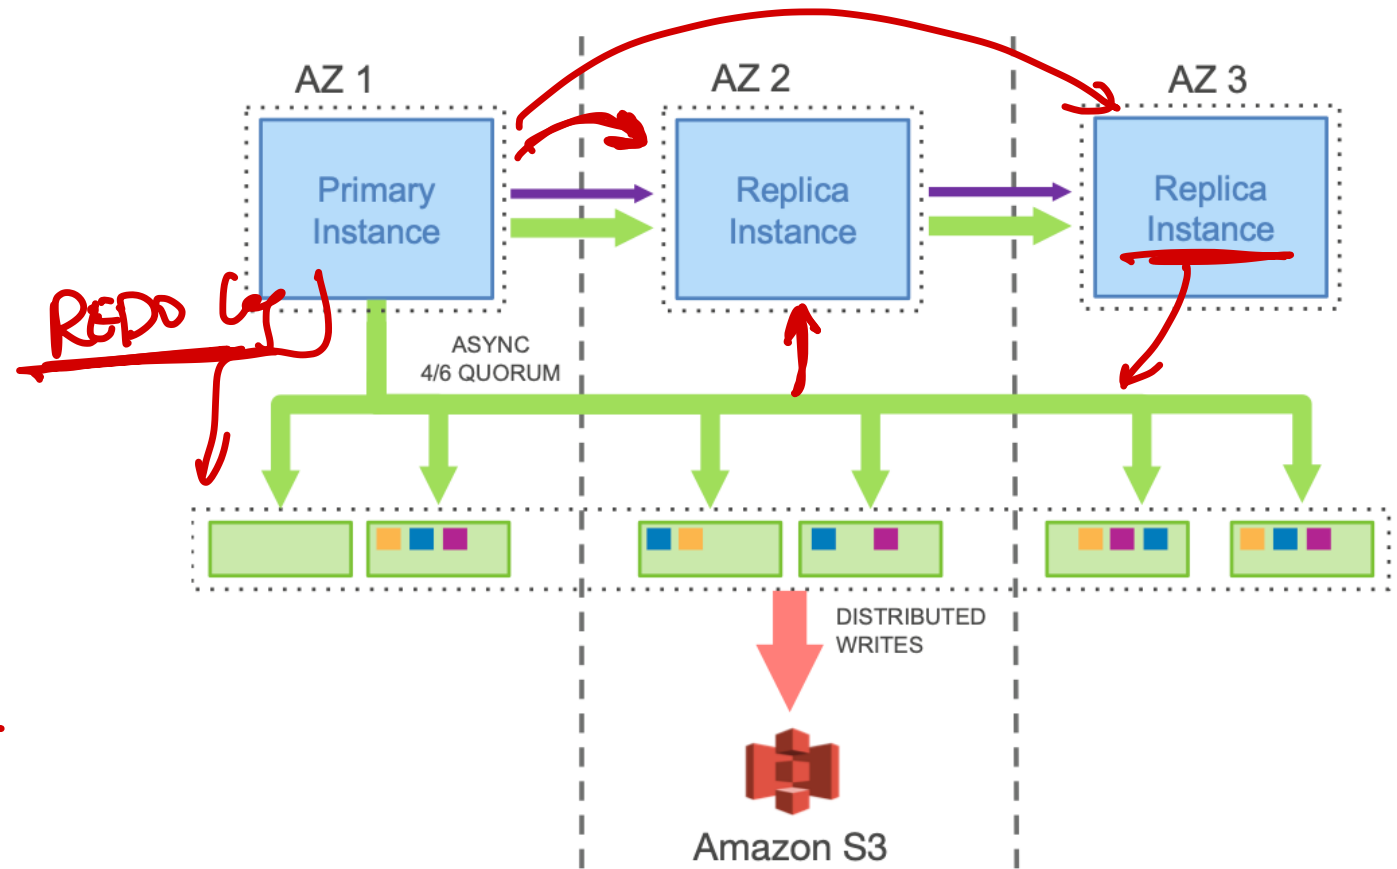 AZ 1
AZ 2
AZ 3
Primary
Instance
Replica
Instance
Replica
Instance
REDO Log
ASYNC
4/6 QUORUM
DISTRIBUTED
WRITES
Amazon S3